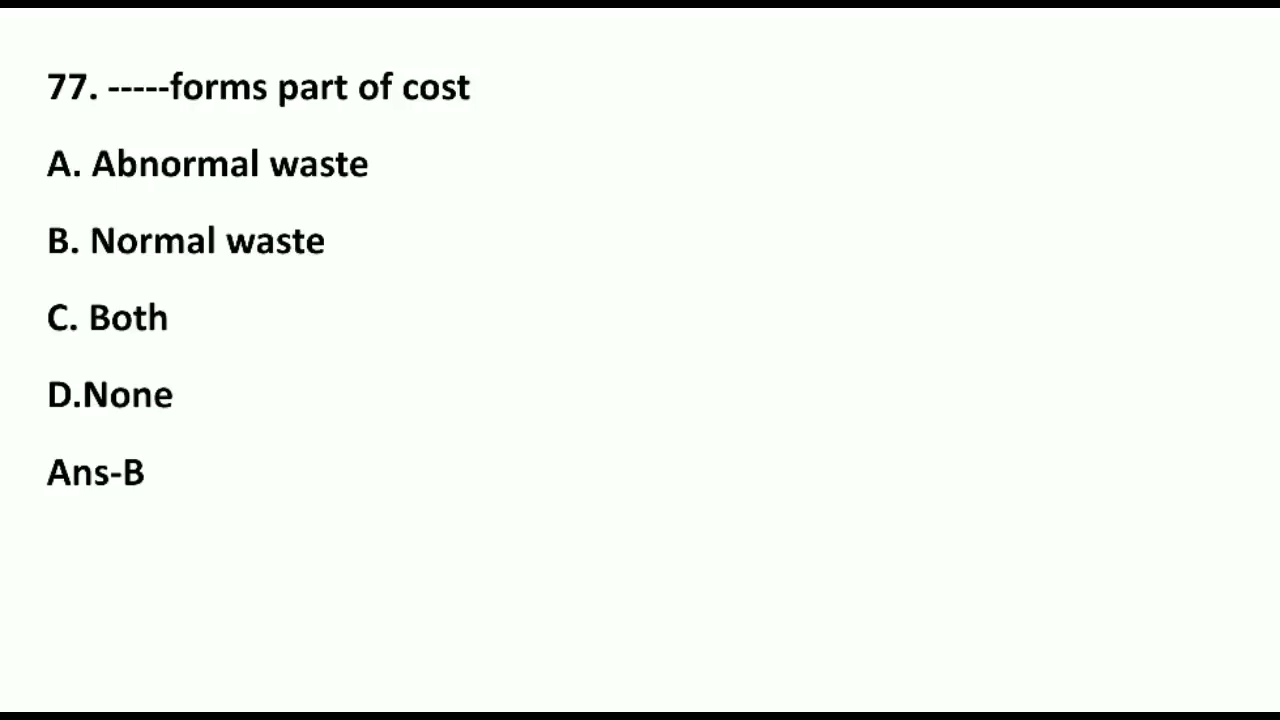 77. -----forms part of cost
A. Abnormal waste
B. Normal waste
C. Both
D.None
Ans-B